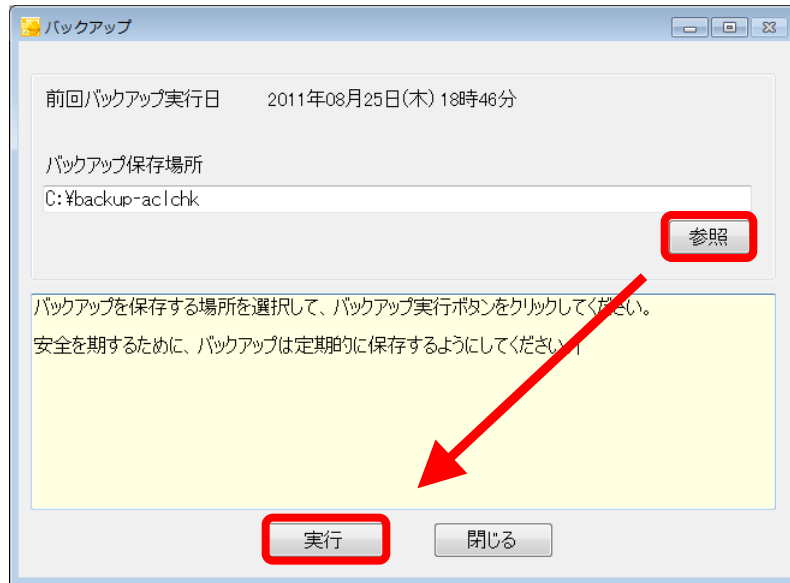 バックアップ
前回バックアップ実行日 2011年08月25日(木) 18時46分
バックアップ保存場所
C:¥backup-aclchk
参照
バックアップを保存する場所を選択して、バックアップ実行ボタンをクリックしてください。
安全を期するために、バックアップは定期的に保存するようにしてください。
実行 閉じる